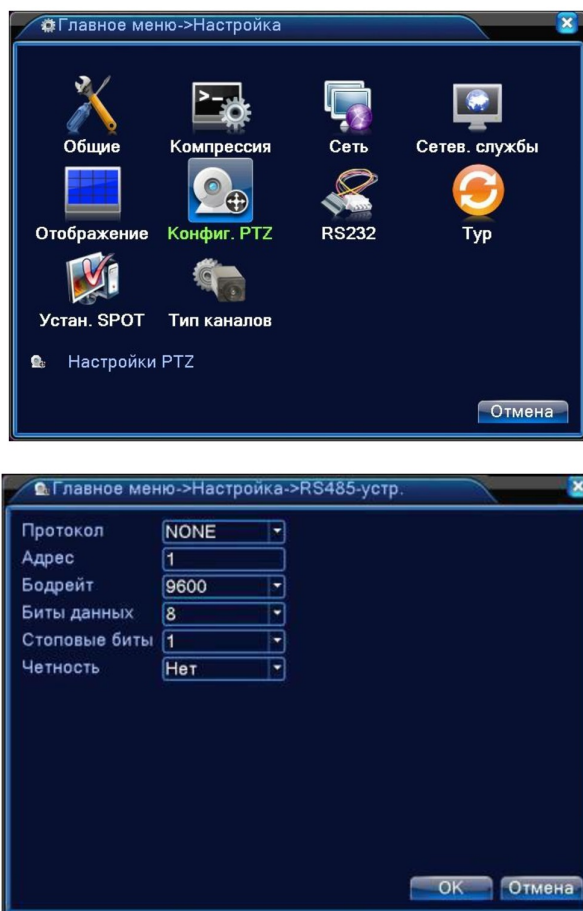 Главное меню->Настройка
Общие
Компрессия
Сеть
Сетев. службы
Отображение
Конфиг. PTZ
RS232
Тур
Устан. SPOT
Тип каналов
Настройки PTZ
Отмена
Главное меню->Настройка->RS485-устр.
Протокол NONE
Адрес 1
Бодрейт 9600
Биты данных 8
Стоповые биты 1
Четность Нет
OK Отмена